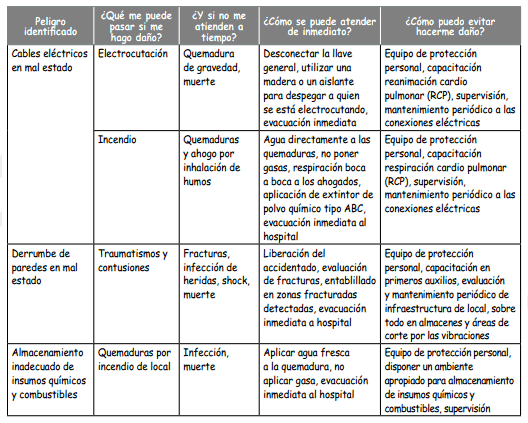 Peligro
identificado
¿Qué me puede
pasar si me
hago daño?
¿Y si no me
atienden a
tiempo?
¿Cómo se puede atender
de inmediato?
¿Cómo puedo evitar
hacerme daño?
Cables eléctricos
en mal estado
Electrocutación
Quemadura
de gravedad,
muerte
Desconectar la llave
general, utilizar una
madera o un aislante
para despegar a quien
se está electrocutando,
evacuación inmediata
Equipo de protección
personal, capacitación
reanimación cardio
pulmonar (RCP), supervisión,
mantenimiento periódico a las
conexiones eléctricas
Incendio
Quemaduras
y ahogo por
inhalación de
humos
Agua directamente a las
quemaduras, no poner
gasas, respiración boca
a boca a los ahogados,
aplicación de extintor de
polvo químico tipo ABC,
evacuación inmediata al
hospital
Equipo de protección
personal, capacitación
respiración cardio pulmonar
(RCP), supervisión,
mantenimiento periódico a las
conexiones eléctricas
Derrumbe de
paredes en mal
estado
Traumatismos y
contusiones
Fracturas,
infección de
heridas, shock,
muerte
Liberación del
accidentado, evaluación
de fracturas, entablillado
en zonas fracturadas
detectadas, evacuación
inmediata a hospital
Equipo de protección
personal, capacitación en
primeros auxilios, evaluación
y mantenimiento periódico de
infraestructura de local, sobre
todo en almacenes y áreas de
corte por las vibraciones
Almacenamiento
inadecuado de
insumos químicos
y combustibles
Quemaduras por
incendio de local
Infección,
muerte
Aplicar agua fresca
a la quemadura, no
aplicar gasa, evacuación
inmediata al hospital
Equipo de protección personal,
disponer un ambiente
apropiado para almacenamiento
de insumos químicos y
combustibles, supervisión